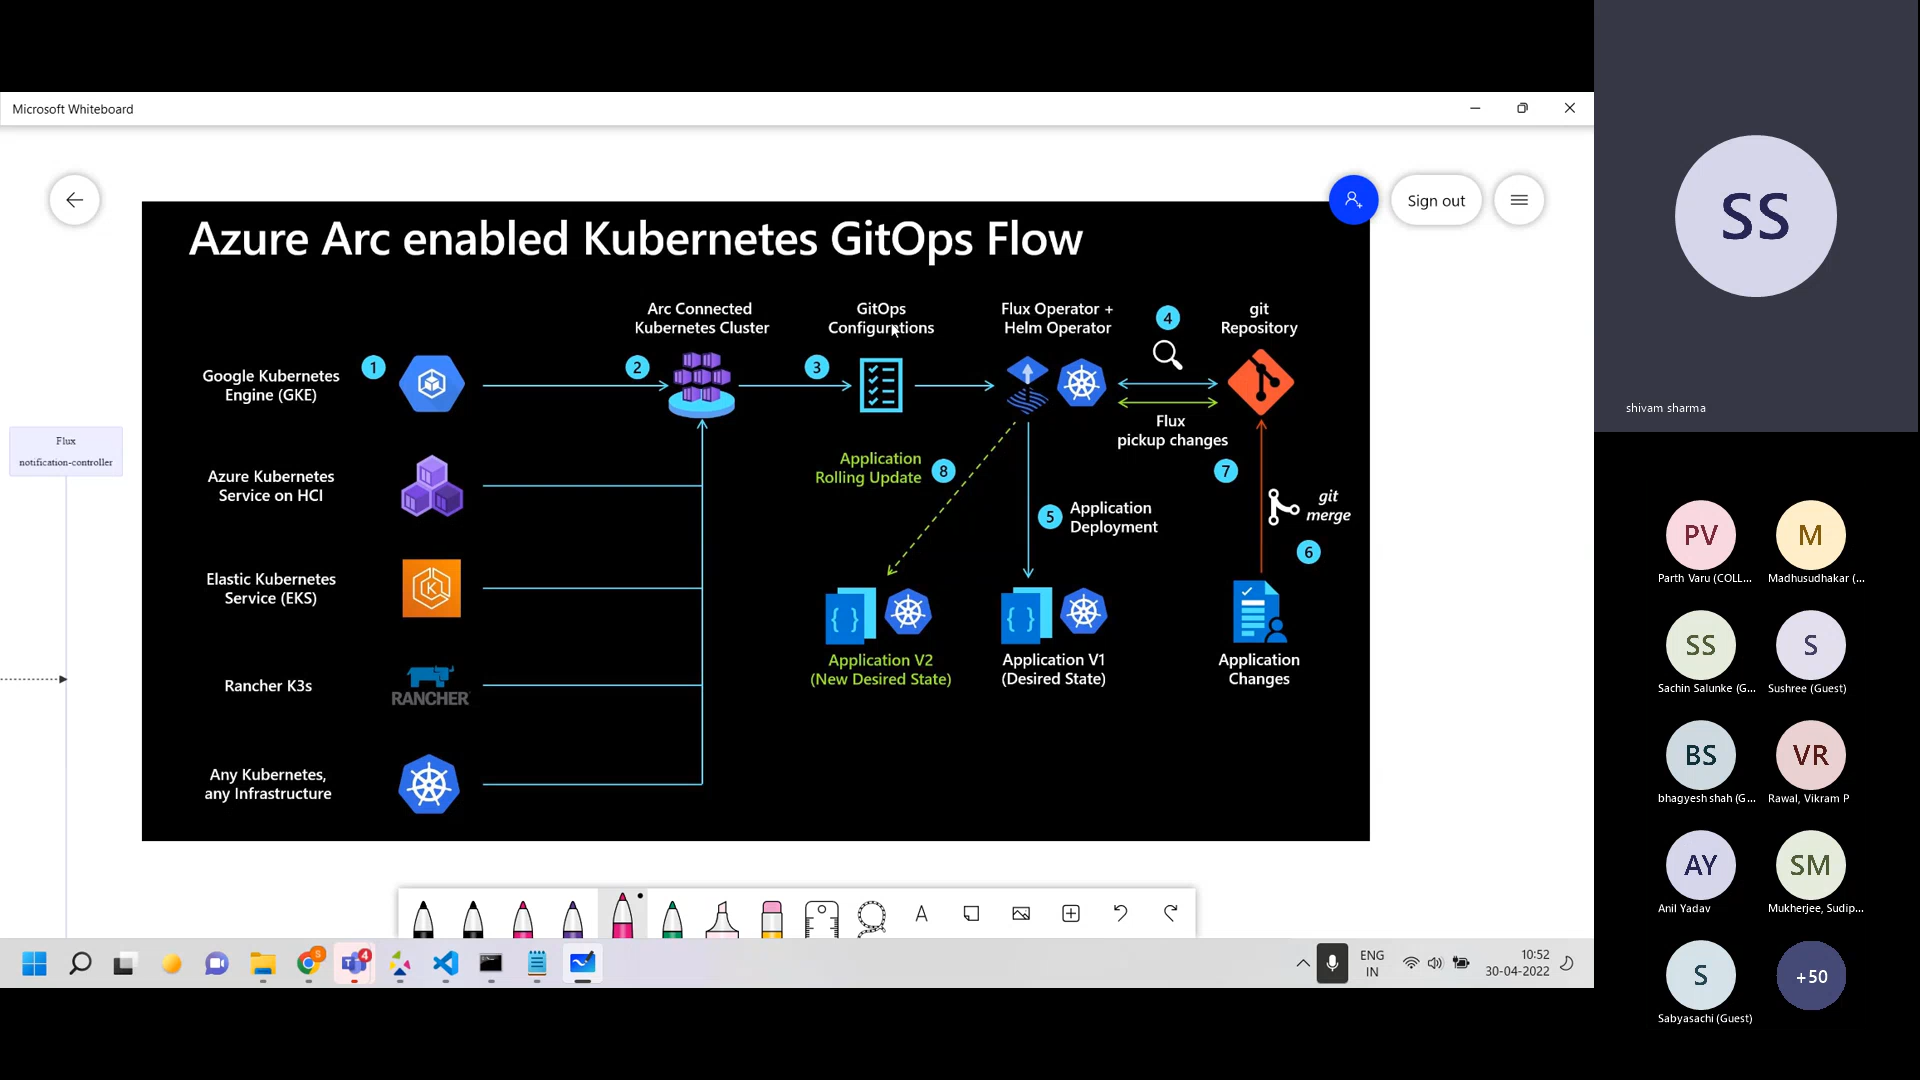 Microsoft Whiteboard
Sign out
Azure Arc enabled Kubernetes GitOps Flow
Arc Connected
Kubernetes Cluster
GitOps
Configurations
Flux Operator +
Helm Operator
4
git
Repository
Google Kubernetes
Engine (GKE)
1
2
3
Flux
pickup changes
Flux
notification-controller
Azure Kubernetes
Service on HCI
Application
Rolling Update
8
7
git
merge
5
Application
Deployment
6
Elastic Kubernetes
Service (EKS)
Rancher K3s
RANCHER
Application V2
(New Desired State)
Application V1
(Desired State)
Application
Changes
Any Kubernetes,
any Infrastructure
A
S
4
ENG
IN
10:52
30-04-2022
SS
shivam sharma
PV
Parth Varu (COLL...
M
Madhusudhakar (...
SS
Sachin Salunke (G...
S
Sushree (Guest)
BS
bhagyesh shah (G...
VR
Rawal, Vikram P
AY
Anil Yadav
SM
Mukherjee, Sudip...
S
Sabyasachi (Guest)
+50